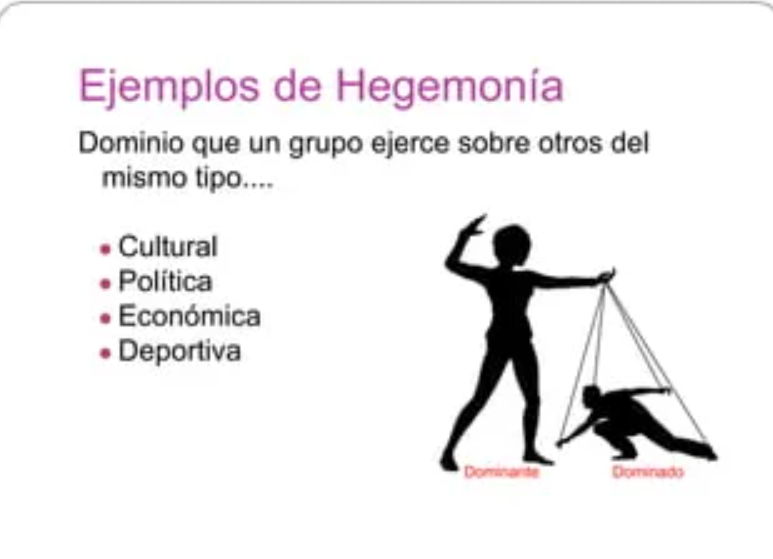 Ejemplos de Hegemonía
Dominio que un grupo ejerce sobre otros del
mismo tipo....
• Cultural
• Política
• Económica
• Deportiva
Dominante
Dominado